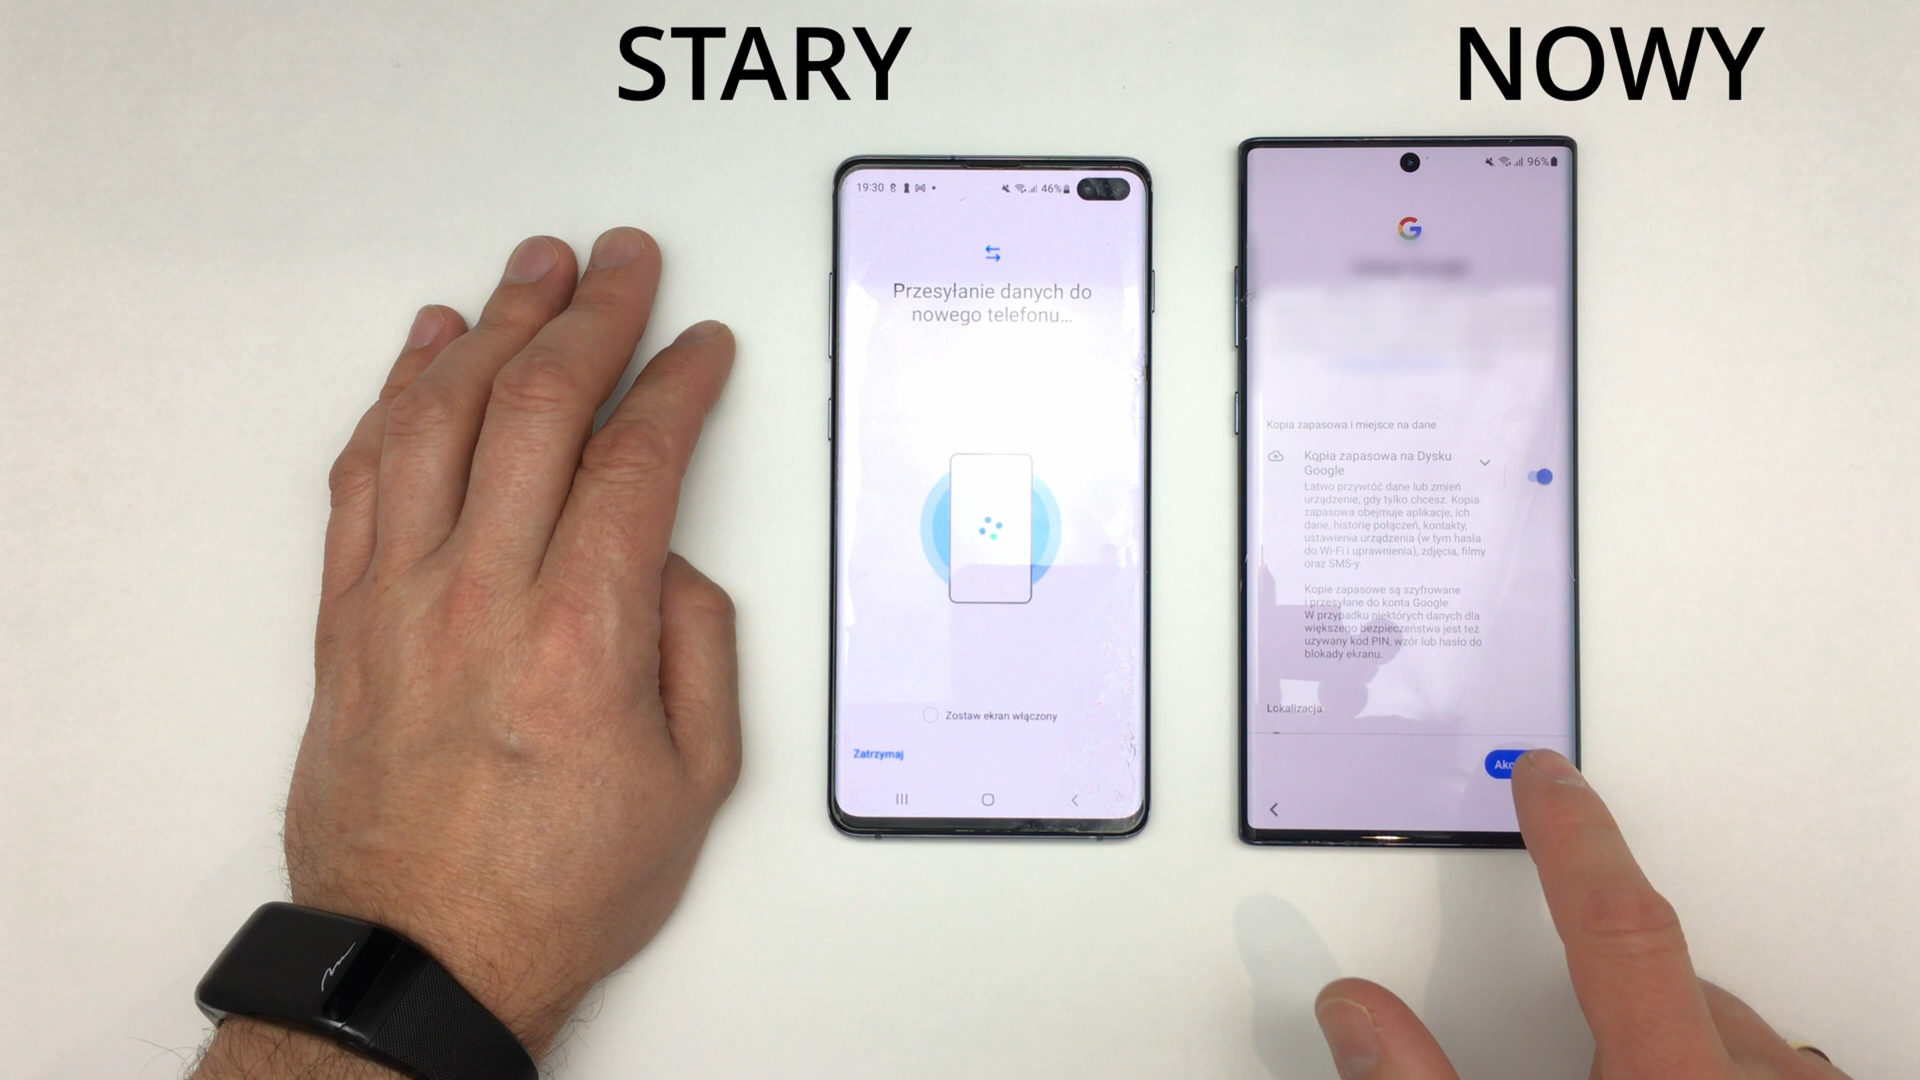 STARY
NOWY
19:30
46%
Przesyłanie danych do
nowego telefonu...
Zostaw ekran włączony
Zatrzymaj
96%
G
Kopia zapasowa i miejsce na dane
Kopia zapasowa na Dysku
Google
Łatwo przywróć dane lub zmień
urządzenie, gdy tylko chcesz. Kopia
zapasowa obejmuje aplikacje, ich
dane, historię połączeń, kontakty,
ustawienia urządzenia (w tym hasła
do Wi-Fi i uprawnienia), zdjęcia, filmy
oraz SMS-y.
Kopie zapasowe są szyfrowane
i przesyłane do konta Google.
W przypadku niektórych danych dla
większego bezpieczeństwa jest też
używany kod PIN, wzór lub hasło do
blokady ekranu.
Lokalizacja